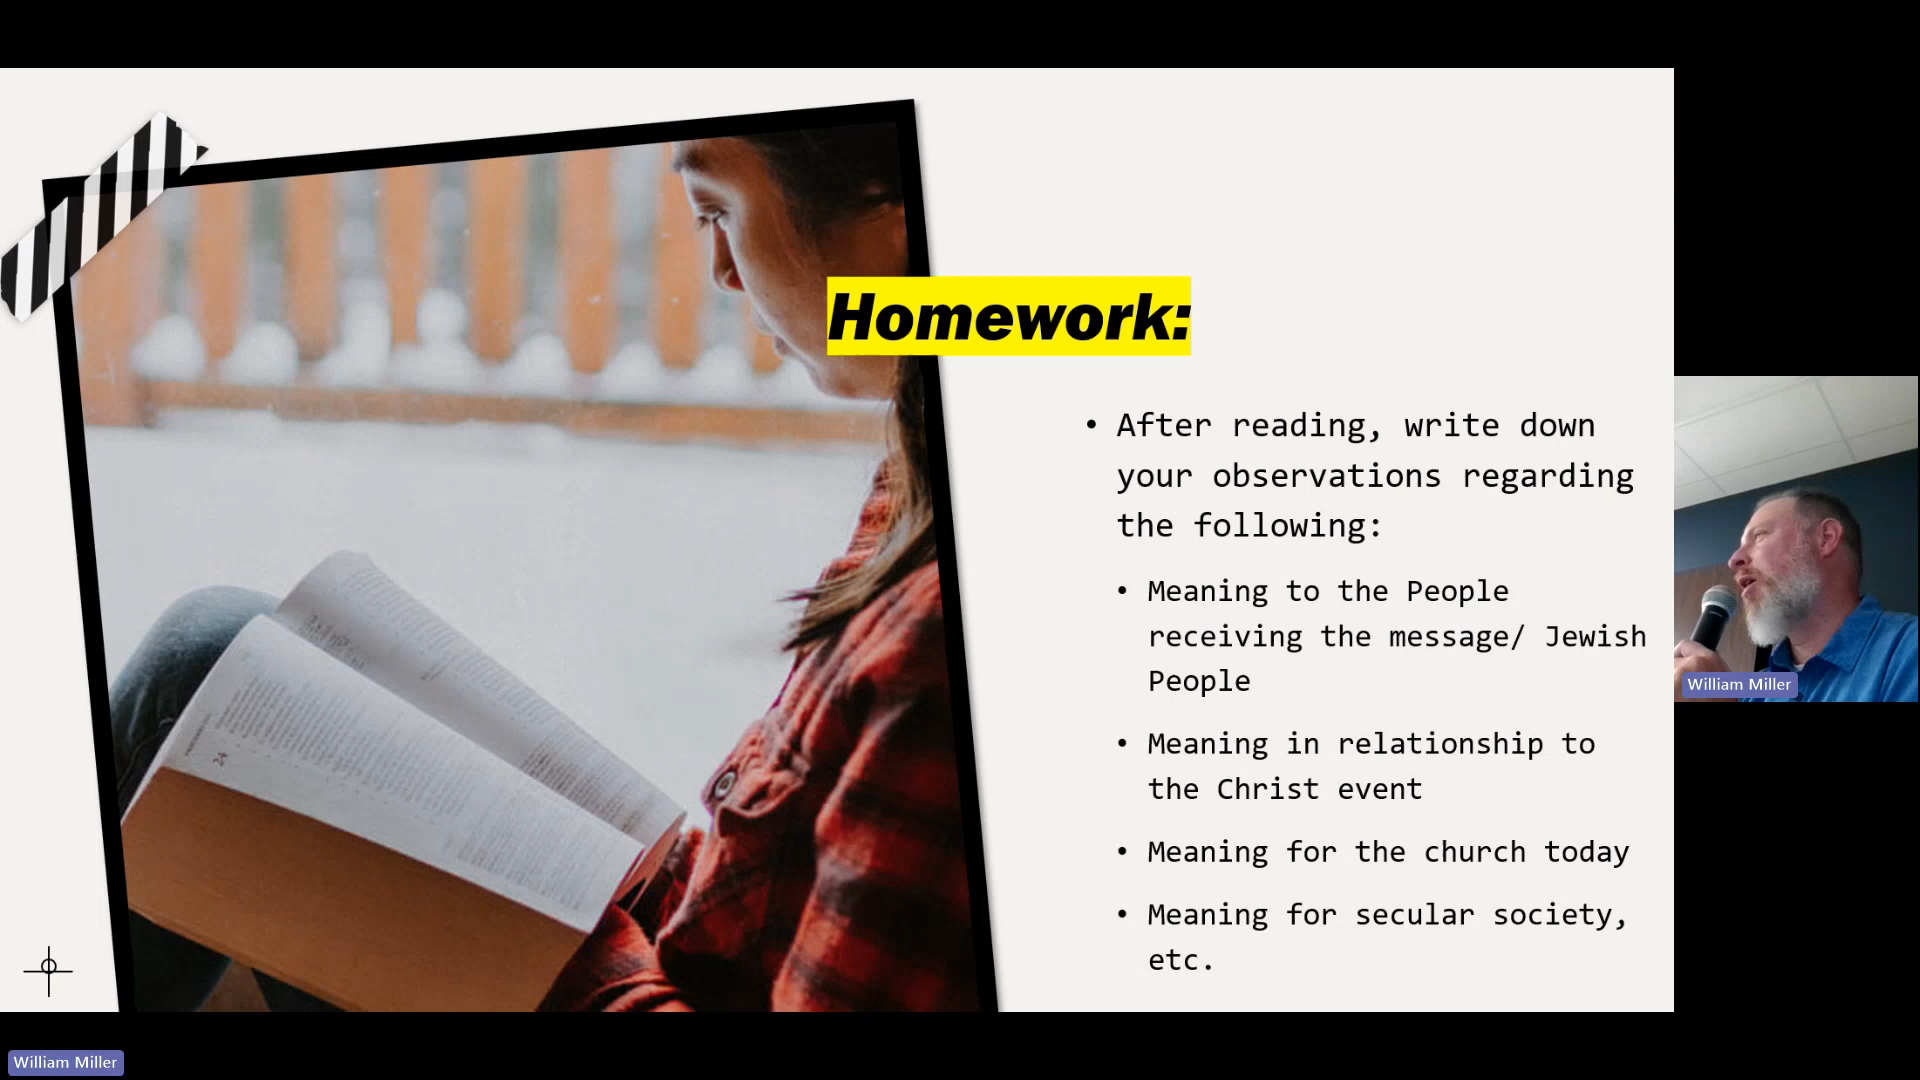 Homework:
• After reading, write down
your observations regarding
the following:
• Meaning to the People
receiving the message/ Jewish
People
• Meaning in relationship to
the Christ event
• Meaning for the church today
• Meaning for secular society,
etc.
24
William Miller
William Miller